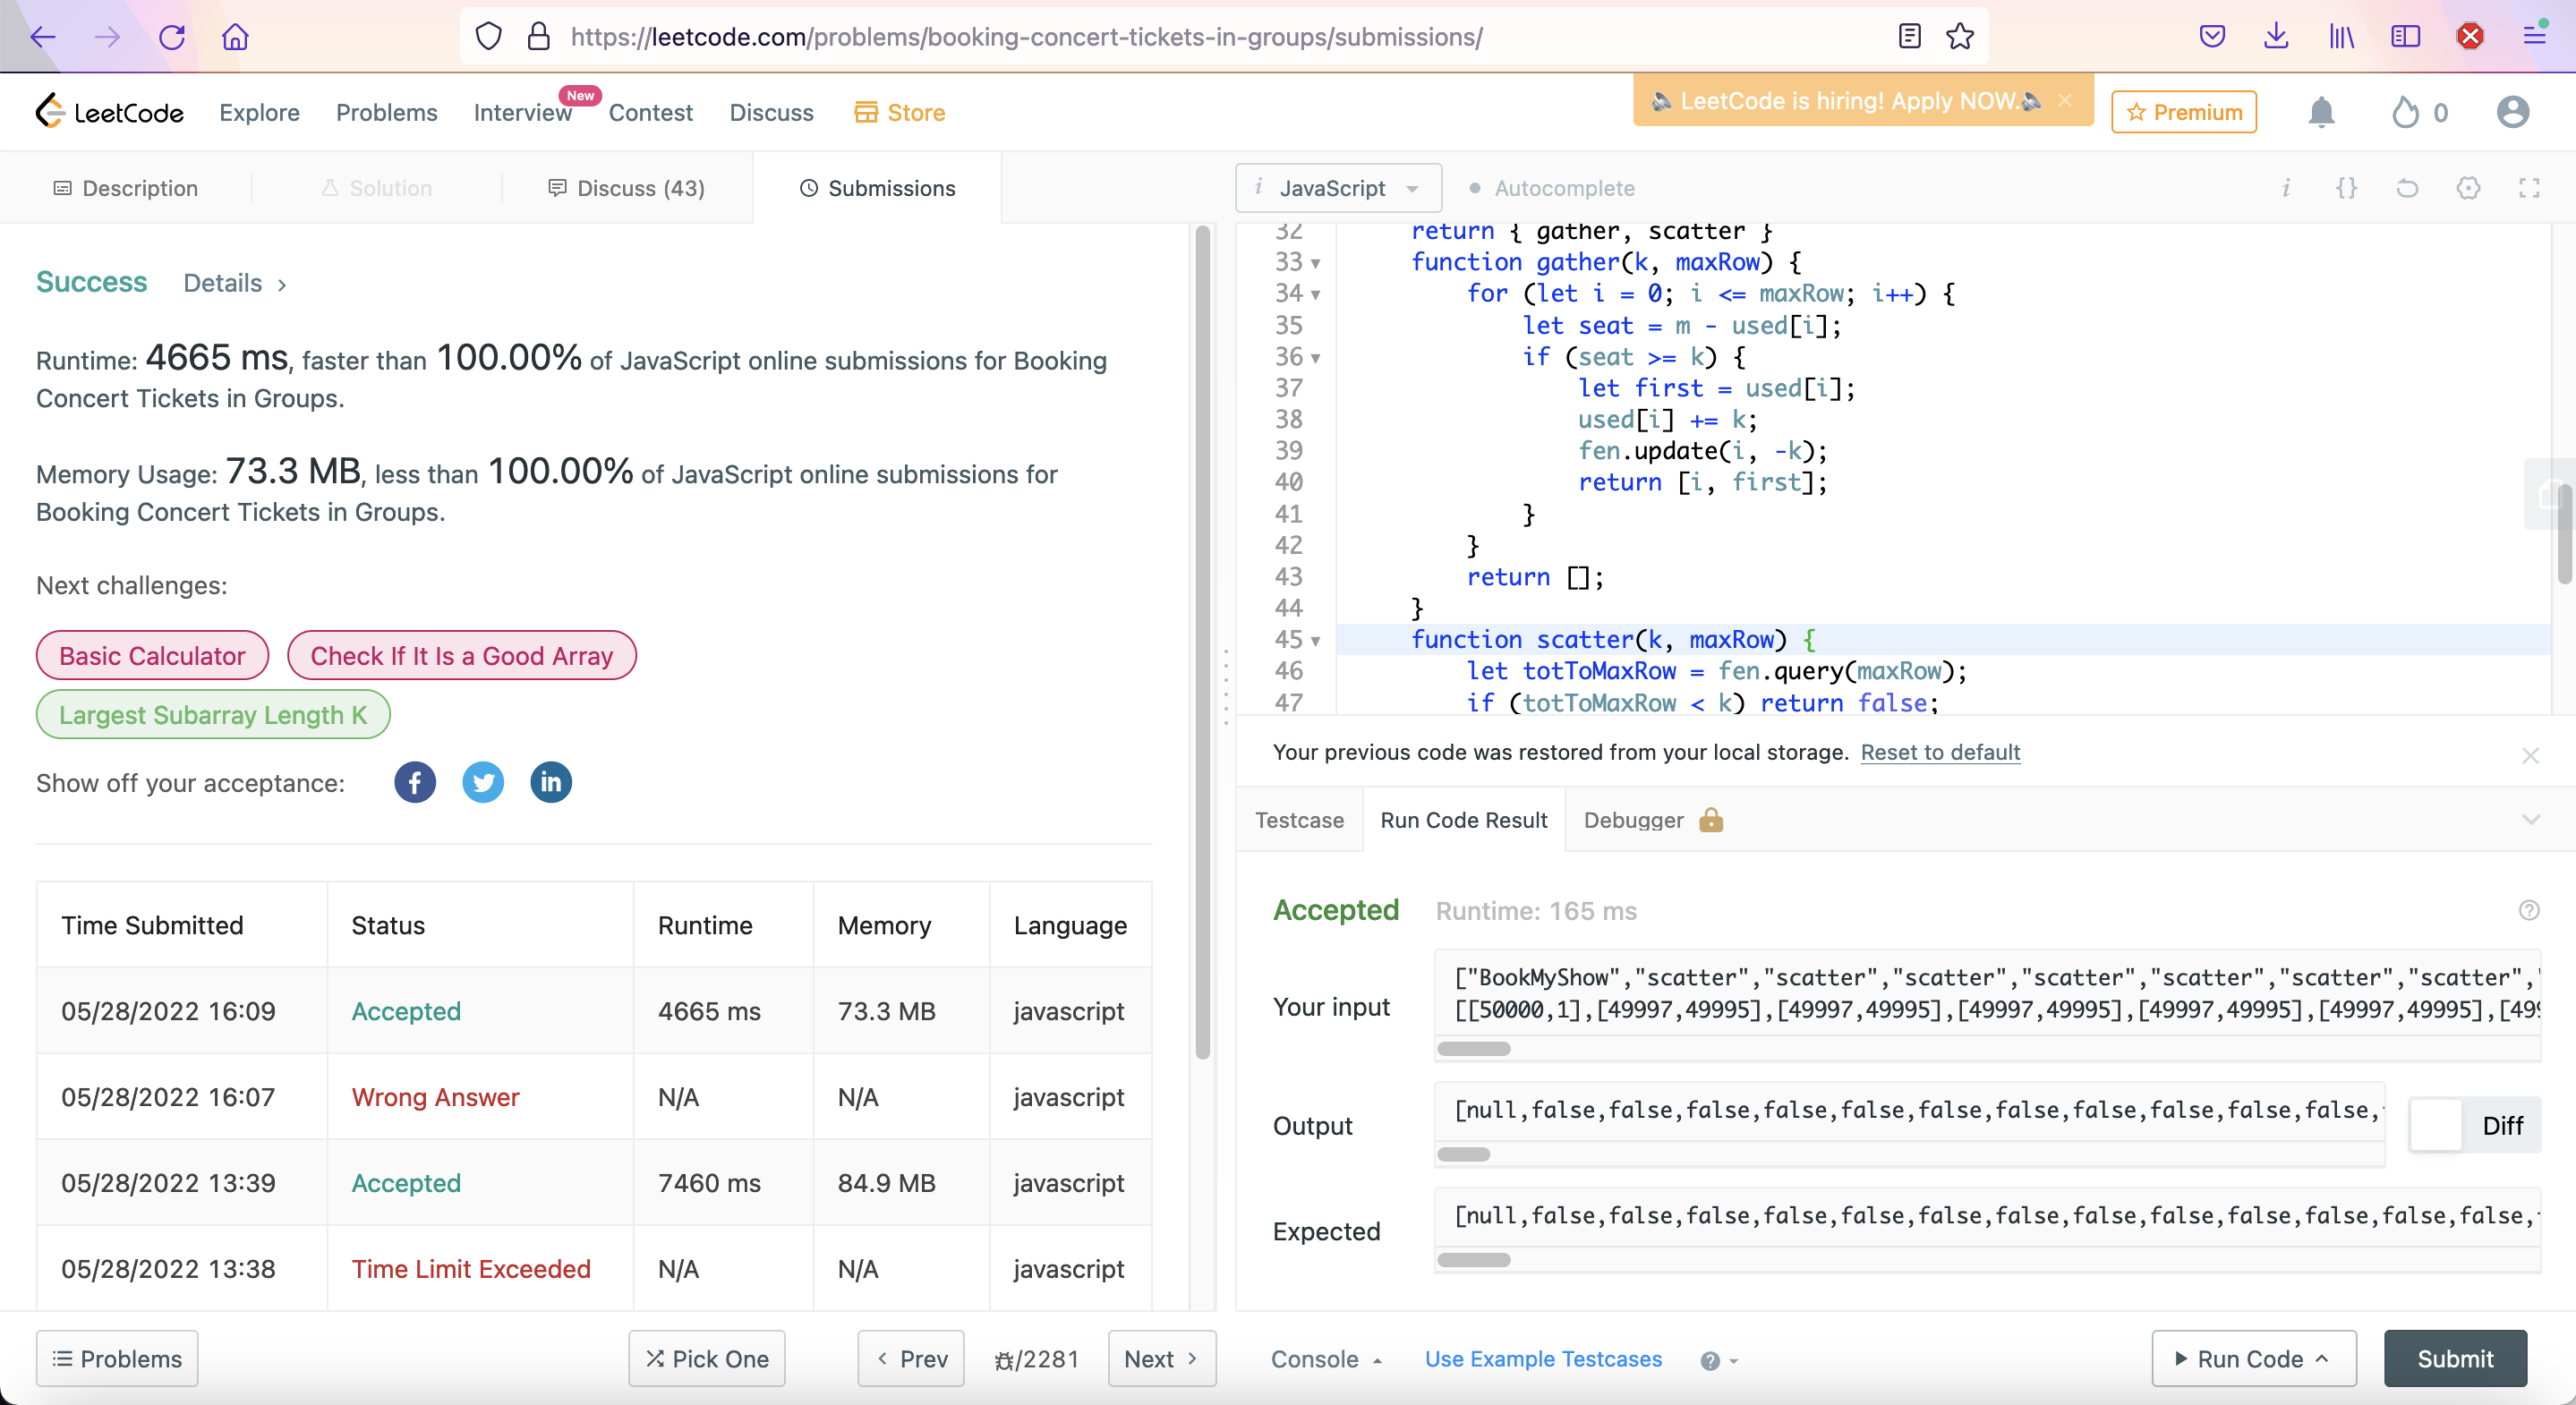 https://leetcode.com/problems/booking-concert-tickets-in-groups/submissions/
LeetCode Explore Problems Interview New Contest Discuss Store
LeetCode is hiring! Apply NOW.
Premium
0
Description Solution Discuss (43) Submissions
i JavaScript Autocomplete i {}
Success Details >
Runtime: 4665 ms, faster than 100.00% of JavaScript online submissions for Booking
Concert Tickets in Groups.
Memory Usage: 73.3 MB, less than 100.00% of JavaScript online submissions for
Booking Concert Tickets in Groups.
Next challenges:
Basic Calculator Check If It Is a Good Array
Largest Subarray Length K
Show off your acceptance:
Time Submitted Status Runtime Memory Language
05/28/2022 16:09 Accepted 4665 ms 73.3 MB javascript
05/28/2022 16:07 Wrong Answer N/A N/A javascript
05/28/2022 13:39 Accepted 7460 ms 84.9 MB javascript
05/28/2022 13:38 Time Limit Exceeded N/A N/A javascript
32 return { gather, scatter }
33 function gather(k, maxRow) {
34 for (let i = 0; i <= maxRow; i++) {
35 let seat = m - used[i];
36 if (seat >= k) {
37 let first = used[i];
38 used[i] += k;
39 fen.update(i, -k);
40 return [i, first];
41 }
42 }
43 return [];
44 }
45 function scatter(k, maxRow) {
46 let totToMaxRow = fen.query(maxRow);
47 if (totToMaxRow < k) return false;
Your previous code was restored from your local storage. Reset to default
Testcase Run Code Result Debugger
Accepted Runtime: 165 ms
Your input
["BookMyShow","scatter","scatter","scatter","scatter","scatter","scatter","scatter",
[[50000,1],[49997,49995],[49997,49995],[49997,49995],[49997,49995],[49997,49995],[499
Output
[null,false,false,false,false,false,false,false,false,false,false,false,
Diff
Expected
[null,false,false,false,false,false,false,false,false,false,false,false,false,false,
Problems Pick One < Prev /2281 Next >
Console Use Example Testcases Run Code Submit